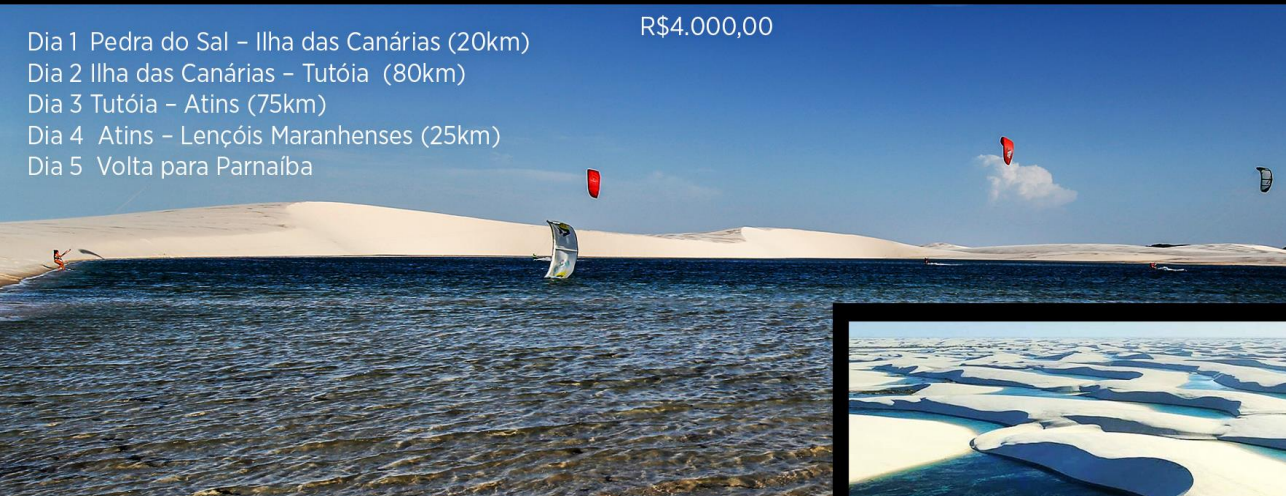 Dia 1 Pedra do Sal – Ilha das Canárias (20km)
Dia 2 Ilha das Canárias – Tutóia (80km)
Dia 3 Tutóia – Atins (75km)
Dia 4 Atins – Lençóis Maranhenses (25km)
Dia 5 Volta para Parnaíba
R$4.000,00